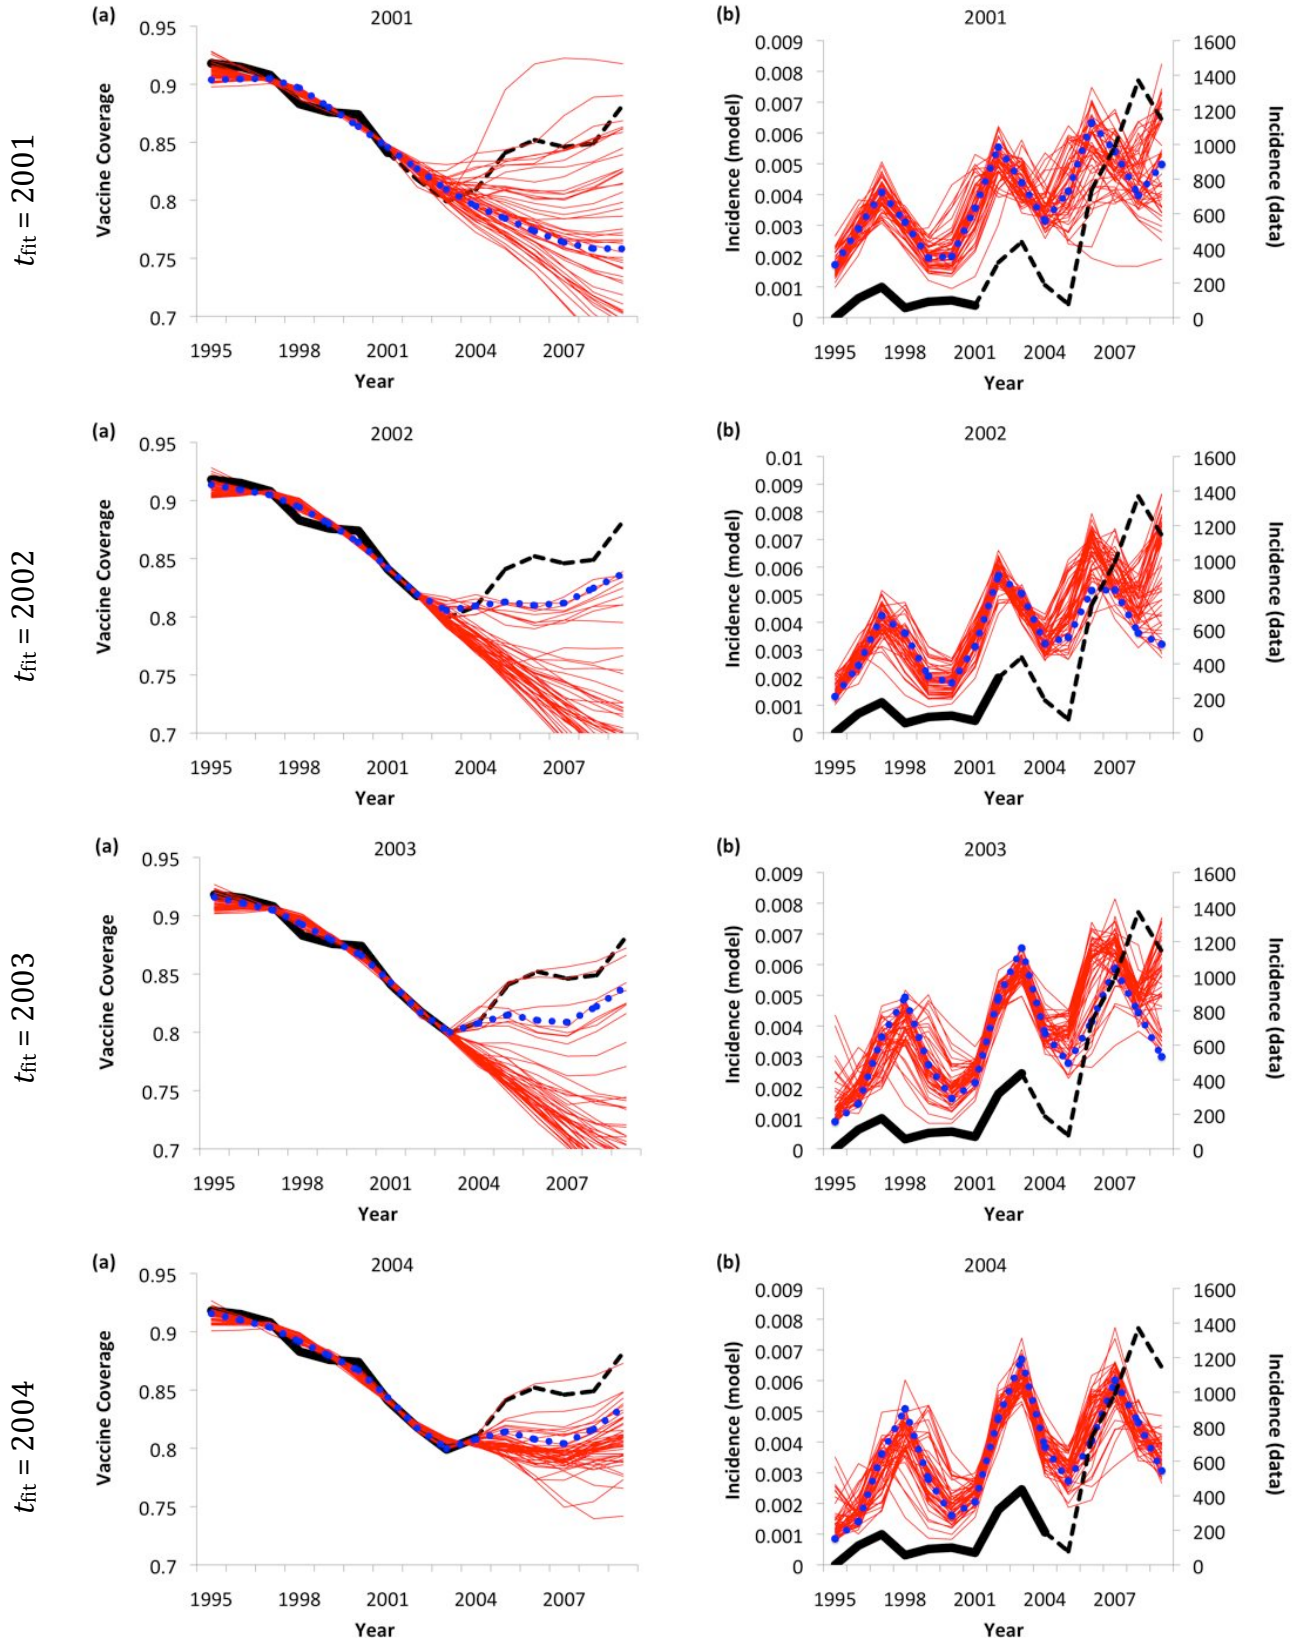 (a) 2001
(b) 2001
t_fit = 2001
Vaccine Coverage
0.95
0.9
0.85
0.8
0.75
0.7
1995 1998 2001 2004 2007
Year
Incidence (model)
0.009
0.008
0.007
0.006
0.005
0.004
0.003
0.002
0.001
0
1600
1400
1200
1000
800
600
400
200
0
Incidence (data)
1995 1998 2001 2004 2007
Year
(a) 2002
(b) 2002
t_fit = 2002
Vaccine Coverage
0.95
0.9
0.85
0.8
0.75
0.7
1995 1998 2001 2004 2007
Year
Incidence (model)
0.01
0.009
0.008
0.007
0.006
0.005
0.004
0.003
0.002
0.001
0
1600
1400
1200
1000
800
600
400
200
0
Incidence (data)
1995 1998 2001 2004 2007
Year
(a) 2003
(b) 2003
t_fit = 2003
Vaccine Coverage
0.95
0.9
0.85
0.8
0.75
0.7
1995 1998 2001 2004 2007
Year
Incidence (model)
0.009
0.008
0.007
0.006
0.005
0.004
0.003
0.002
0.001
0
1600
1400
1200
1000
800
600
400
200
0
Incidence (data)
1995 1998 2001 2004 2007
Year
(a) 2004
(b) 2004
t_fit = 2004
Vaccine Coverage
0.95
0.9
0.85
0.8
0.75
0.7
1995 1998 2001 2004 2007
Year
Incidence (model)
0.009
0.008
0.007
0.006
0.005
0.004
0.003
0.002
0.001
0
1600
1400
1200
1000
800
600
400
200
0
Incidence (data)
1995 1998 2001 2004 2007
Year